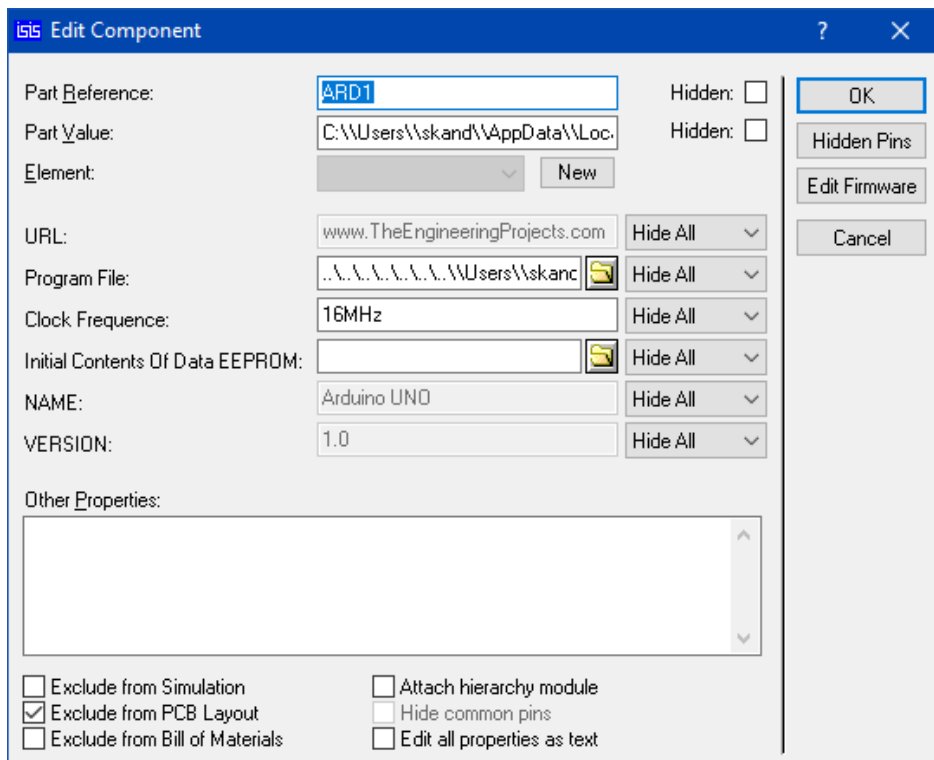 isis Edit Component ? ✕
Part Reference: ARD1 Hidden:
Part Value: C:\\Users\\skand\\AppData\\Loc. Hidden:
Element: New
URL: www.TheEngineeringProjects.com Hide All
Program File: ..\..\..\..\..\..\..\\Users\\skanc Hide All
Clock Frequence: 16MHz Hide All
Initial Contents Of Data EEPROM: Hide All
NAME: Arduino UNO Hide All
VERSION: 1.0 Hide All
Other Properties:
Exclude from Simulation Attach hierarchy module
Exclude from PCB Layout Hide common pins
Exclude from Bill of Materials Edit all properties as text
OK
Hidden Pins
Edit Firmware
Cancel